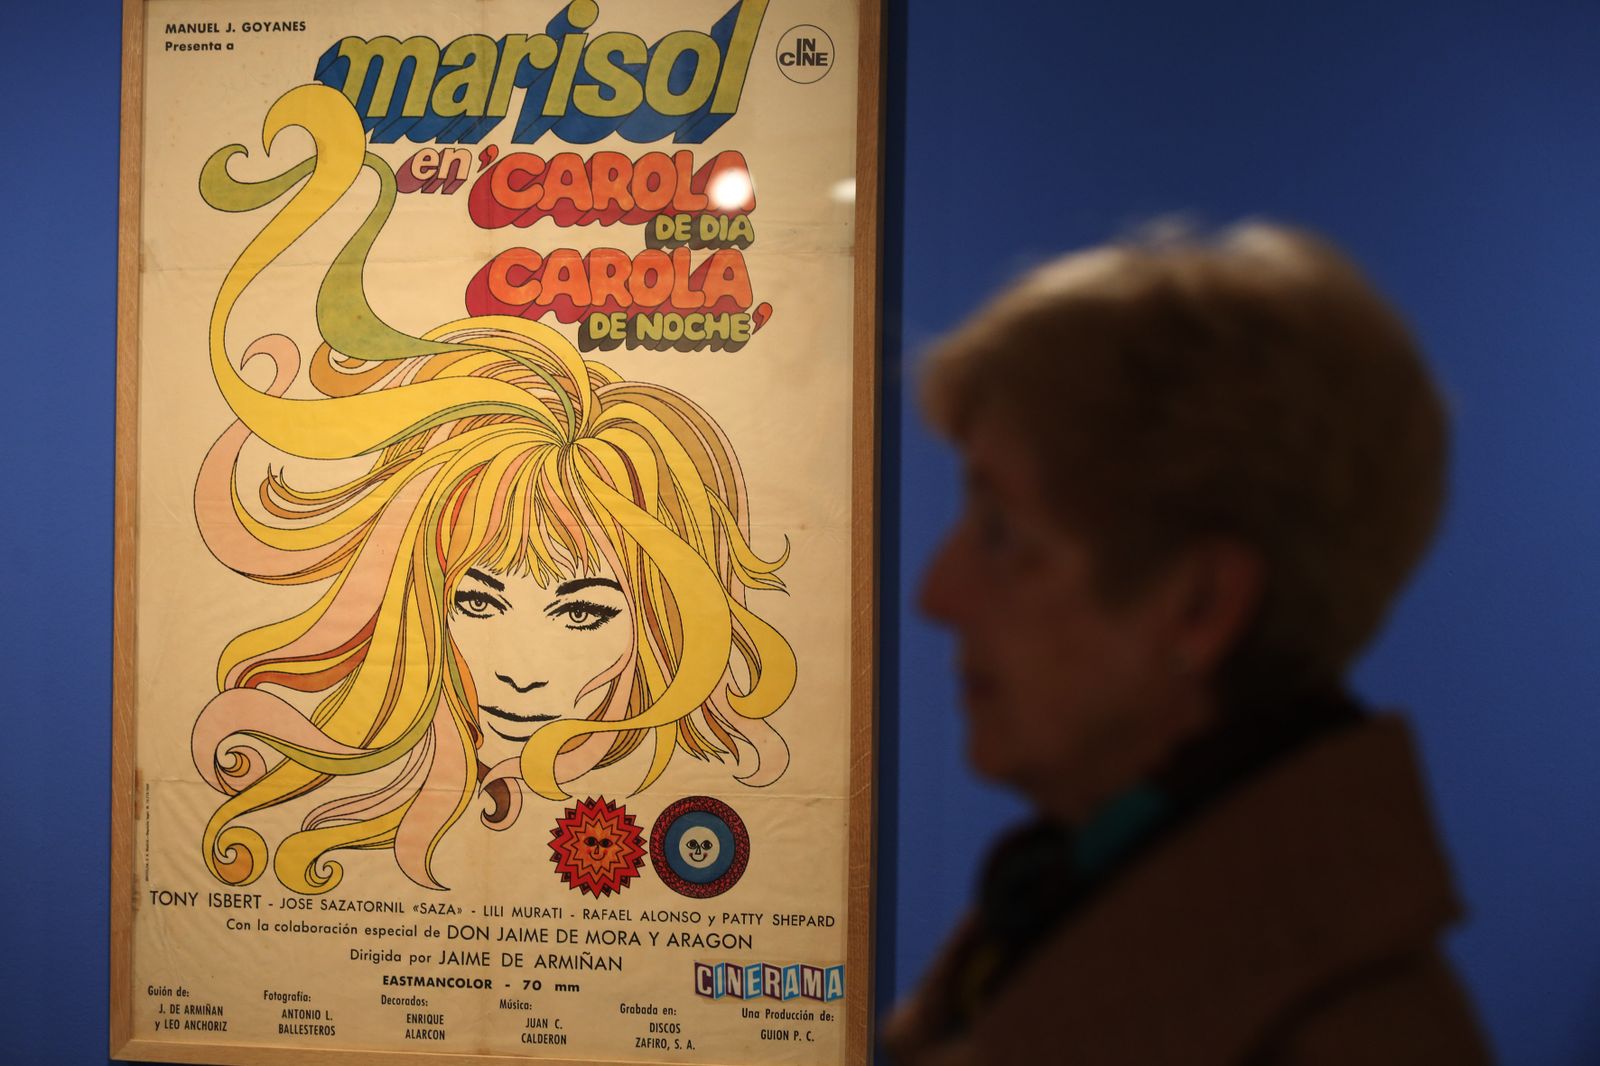 MANUEL J. GOYANES
Presenta a
marisol
IN
CINE
en 'CAROLA
DE DIA
CAROLA
DE NOCHE'
TONY ISBERT - JOSE SAZATORNIL «SAZA» - LILI MURATI - RAFAEL ALONSO y PATTY SHEPARD
Con la colaboración especial de DON JAIME DE MORA Y ARAGON
Dirigida por JAIME DE ARMIÑAN
EASTMANCOLOR - 70 mm
CINERAMA
Guión de:
J. DE ARMIÑAN
y LEO ANCHORIZ
Fotografía:
ANTONIO L.
BALLESTEROS
Decorados:
ENRIQUE
ALARCON
Música:
JUAN C.
CALDERON
Grabada en:
DISCOS
ZAFIRO, S. A.
Una Producción de:
GUION P. C.